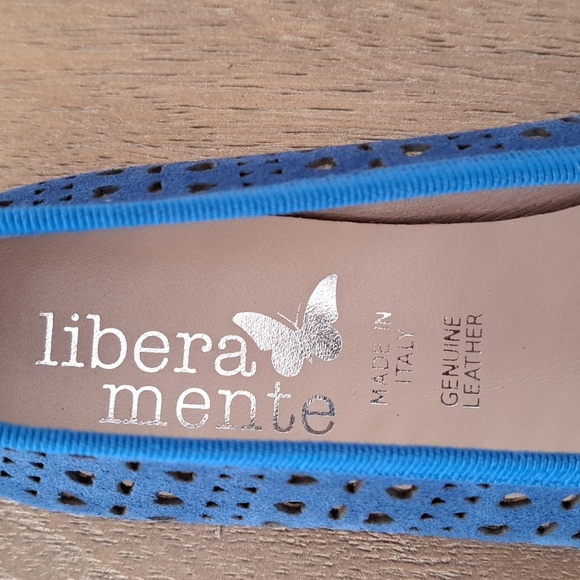 libera
mente
MADE IN
ITALY
GENUINE
LEATHER